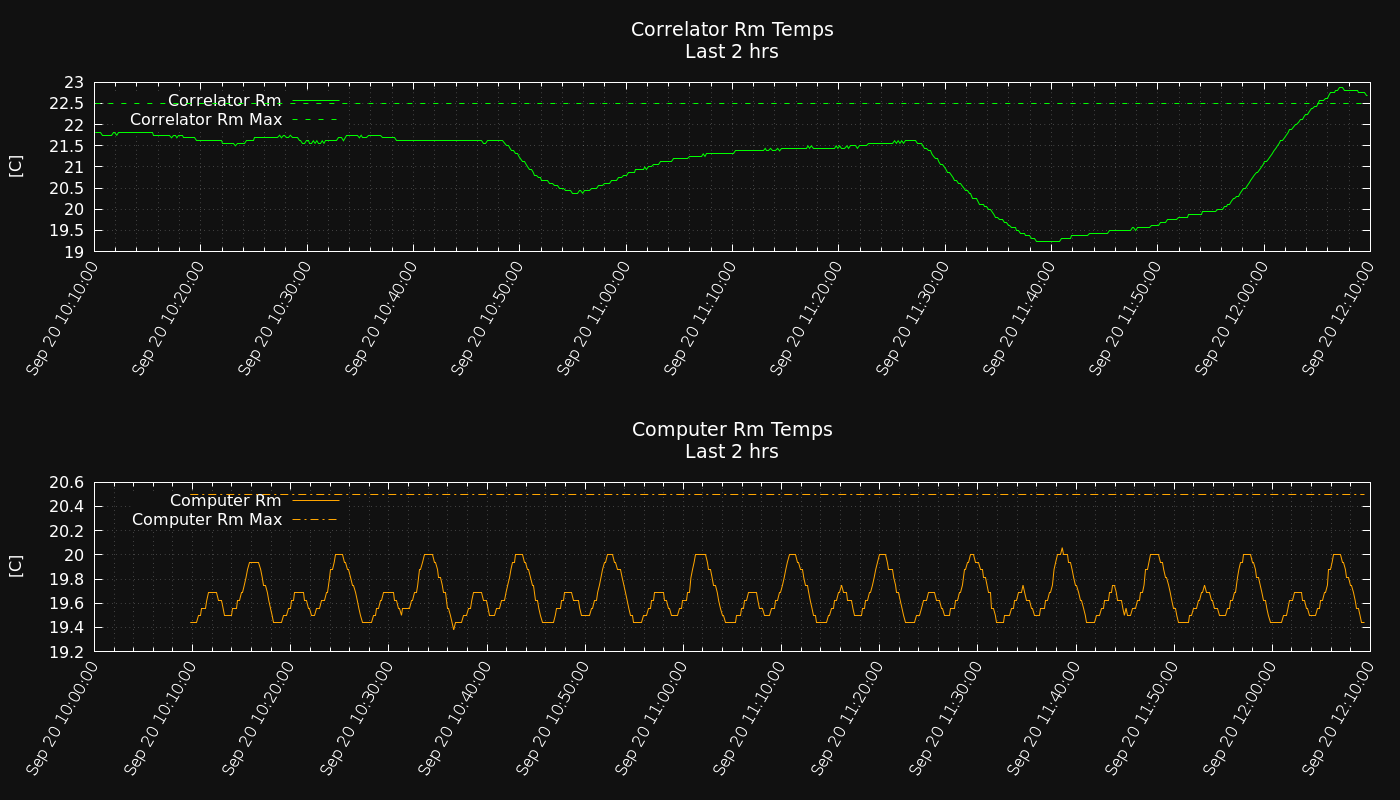 Correlator Rm Temps
Last 2 hrs
23
22.5
22
21.5
21
20.5
20
19.5
19
[C]
Correlator Rm
Correlator Rm Max
Sep 20 10:10:00
Sep 20 10:20:00
Sep 20 10:30:00
Sep 20 10:40:00
Sep 20 10:50:00
Sep 20 11:00:00
Sep 20 11:10:00
Sep 20 11:20:00
Sep 20 11:30:00
Sep 20 11:40:00
Sep 20 11:50:00
Sep 20 12:00:00
Sep 20 12:10:00
Computer Rm Temps
Last 2 hrs
20.6
20.4
20.2
20
19.8
19.6
19.4
19.2
[C]
Computer Rm
Computer Rm Max
Sep 20 10:00:00
Sep 20 10:10:00
Sep 20 10:20:00
Sep 20 10:30:00
Sep 20 10:40:00
Sep 20 10:50:00
Sep 20 11:00:00
Sep 20 11:10:00
Sep 20 11:20:00
Sep 20 11:30:00
Sep 20 11:40:00
Sep 20 11:50:00
Sep 20 12:00:00
Sep 20 12:10:00